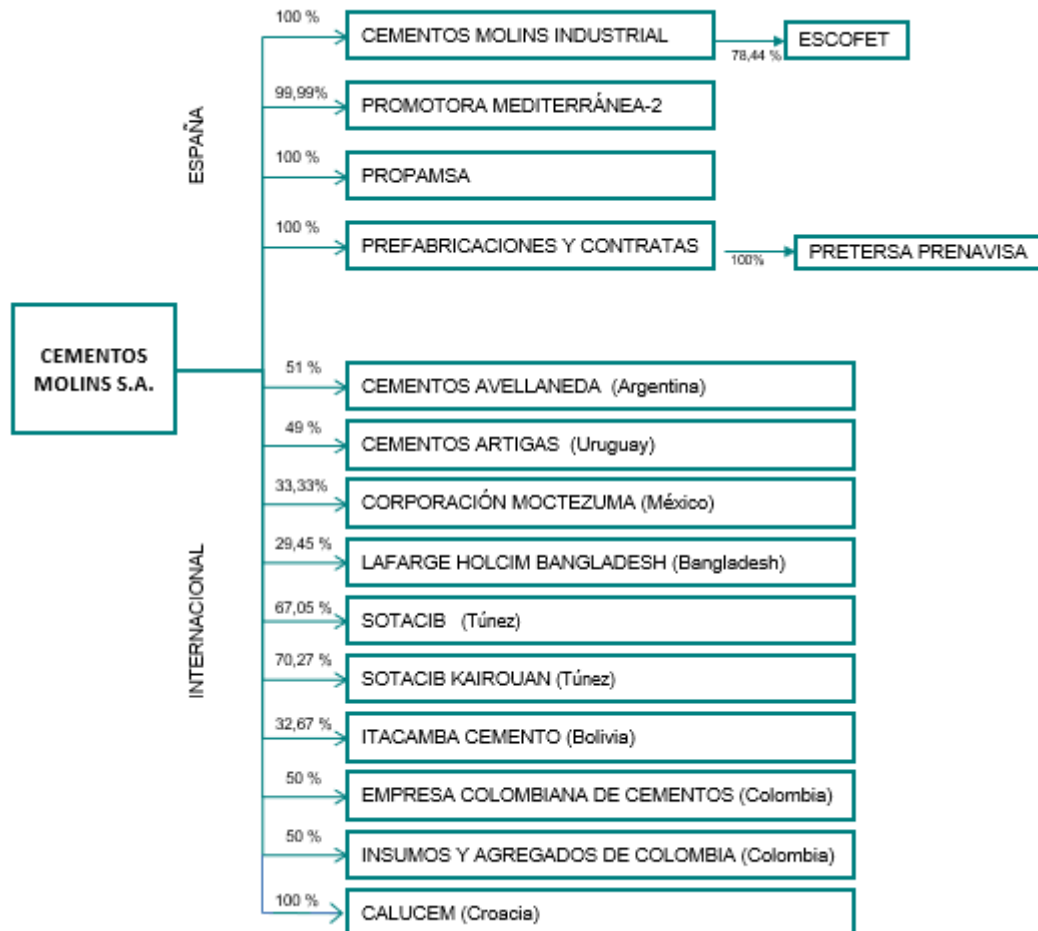 100 %
CEMENTOS MOLINS INDUSTRIAL
78,44 %
ESCOFET
99,99%
PROMOTORA MEDITERRÁNEA-2
ESPAÑA
100 %
PROPAMSA
100 %
PREFABRICACIONES Y CONTRATAS
100%
PRETERSA PRENAVISA
CEMENTOS
MOLINS S.A.
51 %
CEMENTOS AVELLANEDA (Argentina)
49 %
CEMENTOS ARTIGAS (Uruguay)
33,33%
CORPORACIÓN MOCTEZUMA (México)
29,45 %
LAFARGE HOLCIM BANGLADESH (Bangladesh)
INTERNACIONAL
67,05 %
SOTACIB (Túnez)
70,27 %
SOTACIB KAIROUAN (Túnez)
32,67 %
ITACAMBA CEMENTO (Bolivia)
50 %
EMPRESA COLOMBIANA DE CEMENTOS (Colombia)
50 %
INSUMOS Y AGREGADOS DE COLOMBIA (Colombia)
100 %
CALUCEM (Croacia)